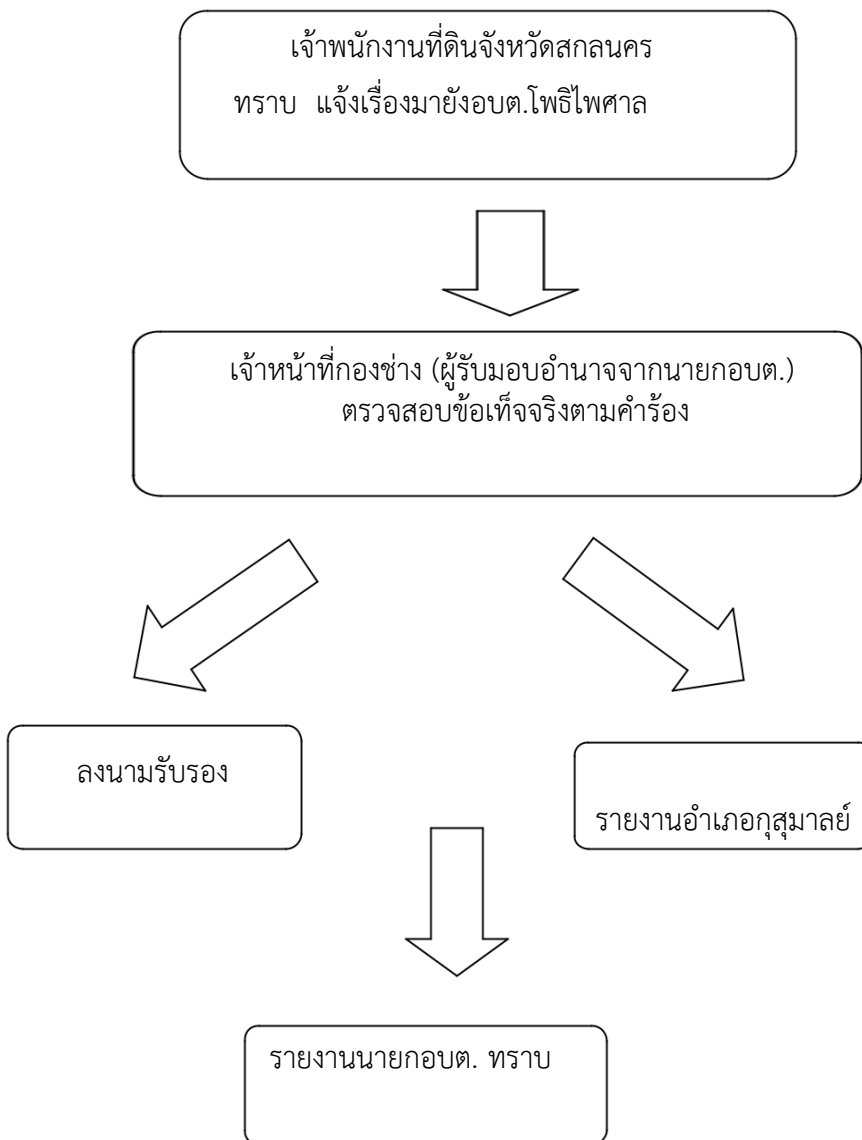 เจ้าพนักงานที่ดินจังหวัดสกลนคร
ทราบ แจ้งเรื่องมายังอบต.โพธิไพศาล
เจ้าหน้าที่กองช่าง (ผู้รับมอบอำนาจจากนายกอบต.)
ตรวจสอบข้อเท็จจริงตามคำร้อง
ลงนามรับรอง
รายงานอำเภอกุสุมาลย์
รายงานนายกอบต. ทราบ